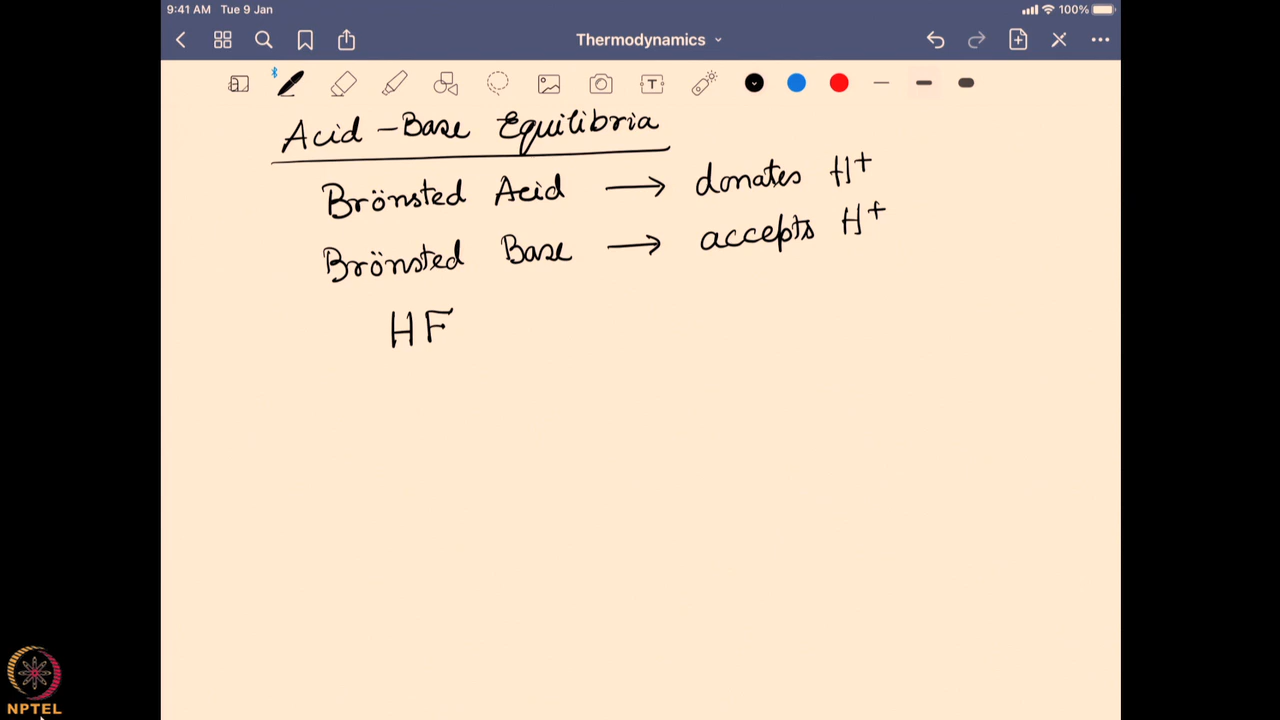 9:41 AM Tue 9 Jan 100%
Thermodynamics
T
Acid - Base Equilibria
Brönsted Acid → donates H+
Brönsted Base → accepts H+
HF
NPTEL